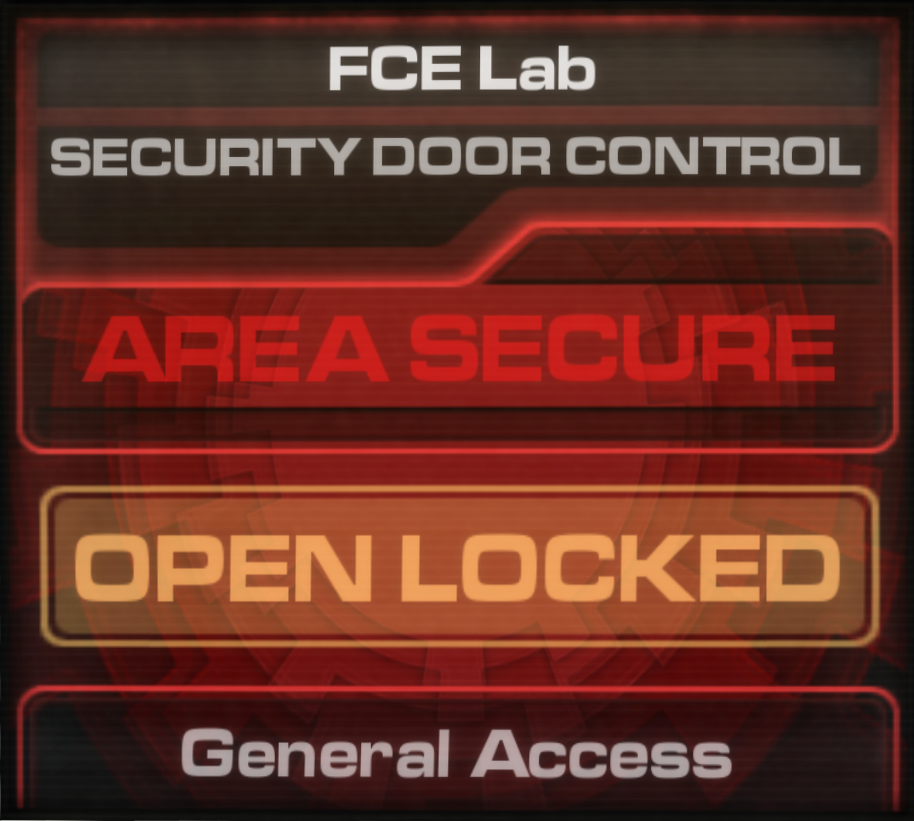 FCE Lab
SECURITY DOOR CONTROL
AREA SECURE
OPEN LOCKED
General Access